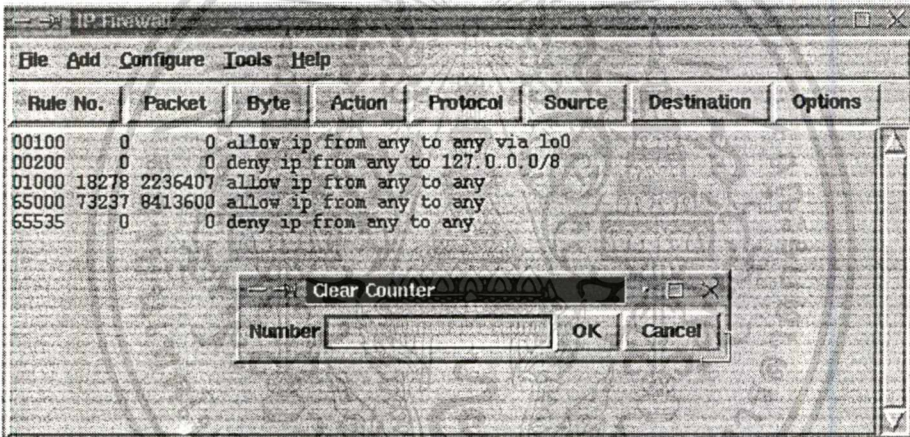 IP Firewall
File Add Configure Tools Help
Rule No. Packet Byte Action Protocol Source Destination Options
00100 0 0 allow ip from any to any via lo0
00200 0 0 deny ip from any to 127.0.0.0/8
01000 18278 2236407 allow ip from any to any
65000 73237 8413600 allow ip from any to any
65535 0 0 deny ip from any to any
Clear Counter
Number OK Cancel